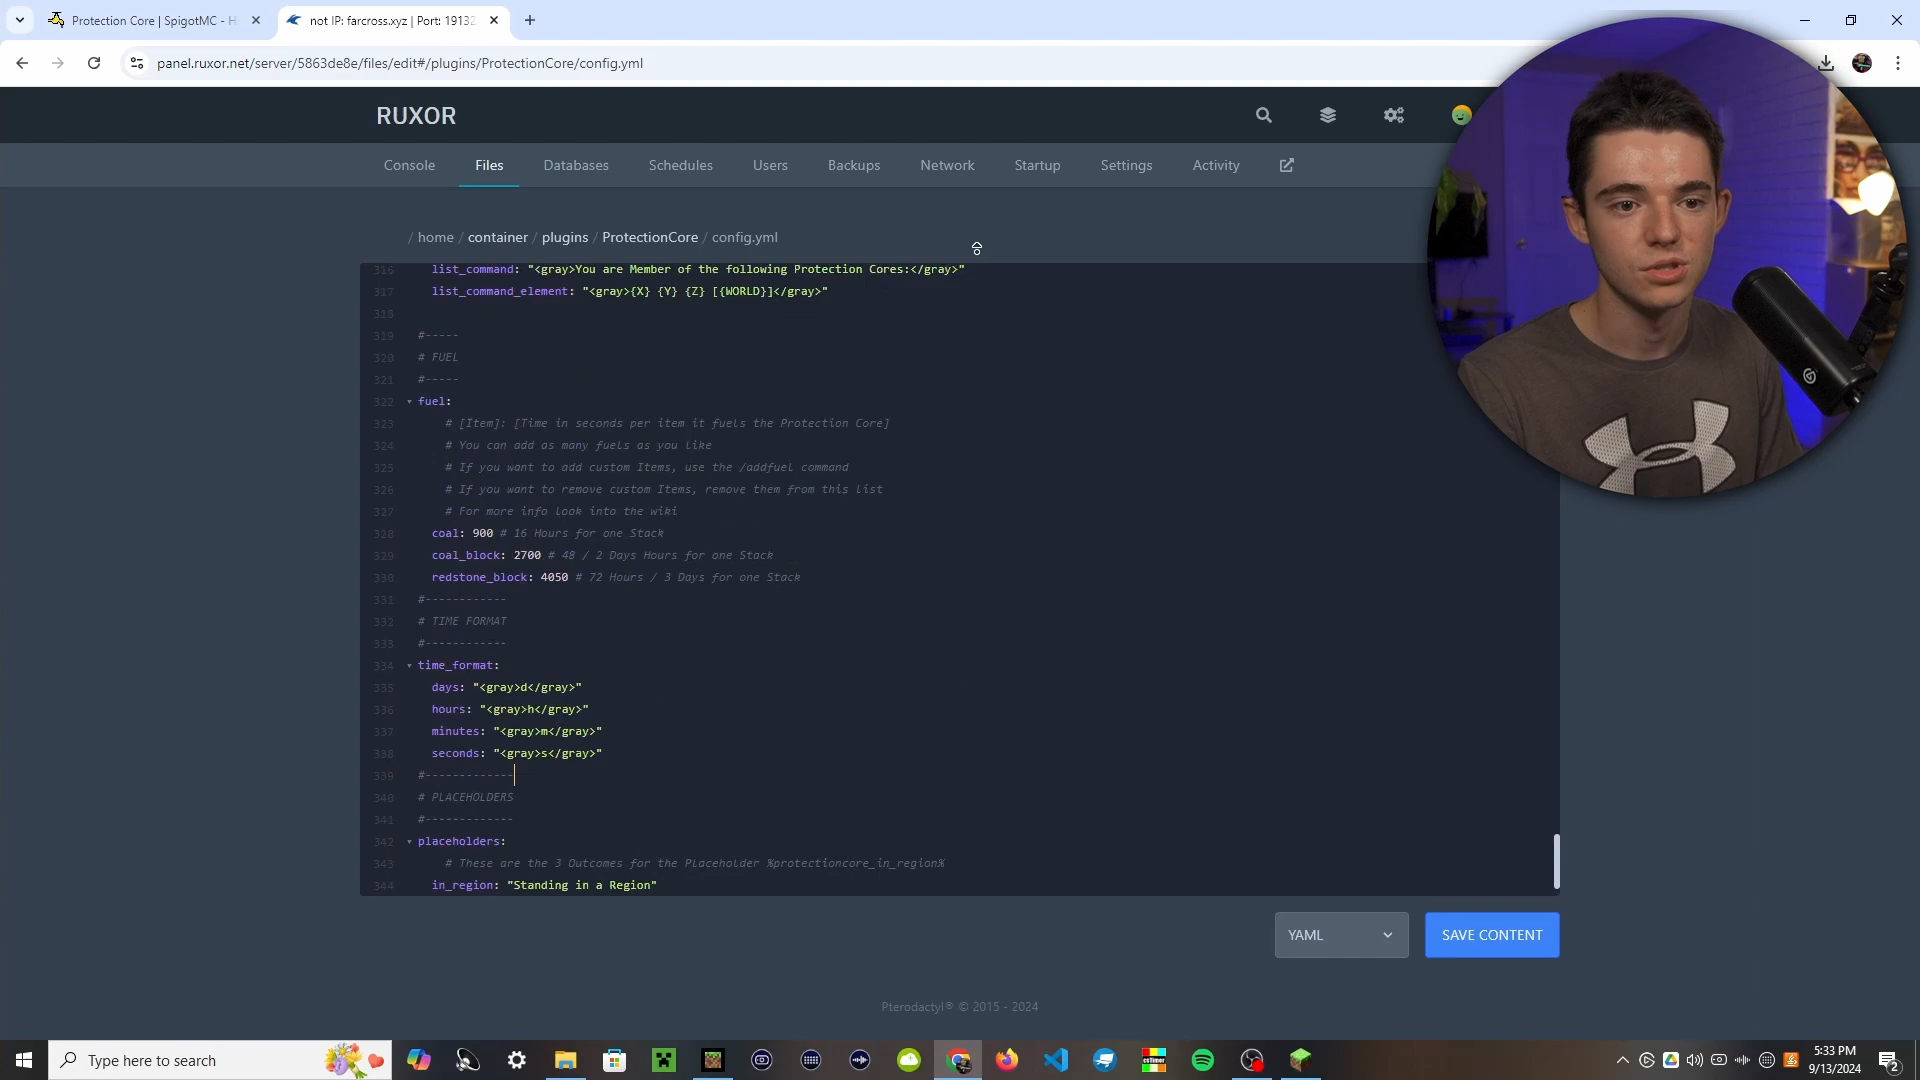 Protection Core | SpigotMC - H
not IP: farcross.xyz | Port: 19132
panel.ruxor.net/server/5863de8e/files/edit#/plugins/ProtectionCore/config.yml
RUXOR
Console Files Databases Schedules Users Backups Network Startup Settings Activity
/ home / container / plugins / ProtectionCore / config.yml
316 list_command: "<gray>You are Member of the following Protection Cores:</gray>"
317 list_command_element: "<gray>{X} {Y} {Z} [{WORLD}]</gray>"
318
319 #-----
320 # FUEL
321 #-----
322 fuel:
323 # [Item]: [Time in seconds per item it fuels the Protection Core]
324 # You can add as many fuels as you like
325 # If you want to add custom Items, use the /addfuel command
326 # If you want to remove custom Items, remove them from this list
327 # For more info look into the wiki
328 coal: 900 # 16 Hours for one Stack
329 coal_block: 2700 # 48 / 2 Days Hours for one Stack
330 redstone_block: 4050 # 72 Hours / 3 Days for one Stack
331 #------------
332 # TIME FORMAT
333 #------------
334 time_format:
335 days: "<gray>d</gray>"
336 hours: "<gray>h</gray>"
337 minutes: "<gray>m</gray>"
338 seconds: "<gray>s</gray>"
339 #-------------
340 # PLACEHOLDERS
341 #-------------
342 placeholders:
343 # These are the 3 Outcomes for the Placeholder %protectioncore_in_region%
344 in_region: "Standing in a Region"
YAML
SAVE CONTENT
Pterodactyl® © 2015 - 2024
Type here to search
csTimer
5:33 PM
9/13/2024
2